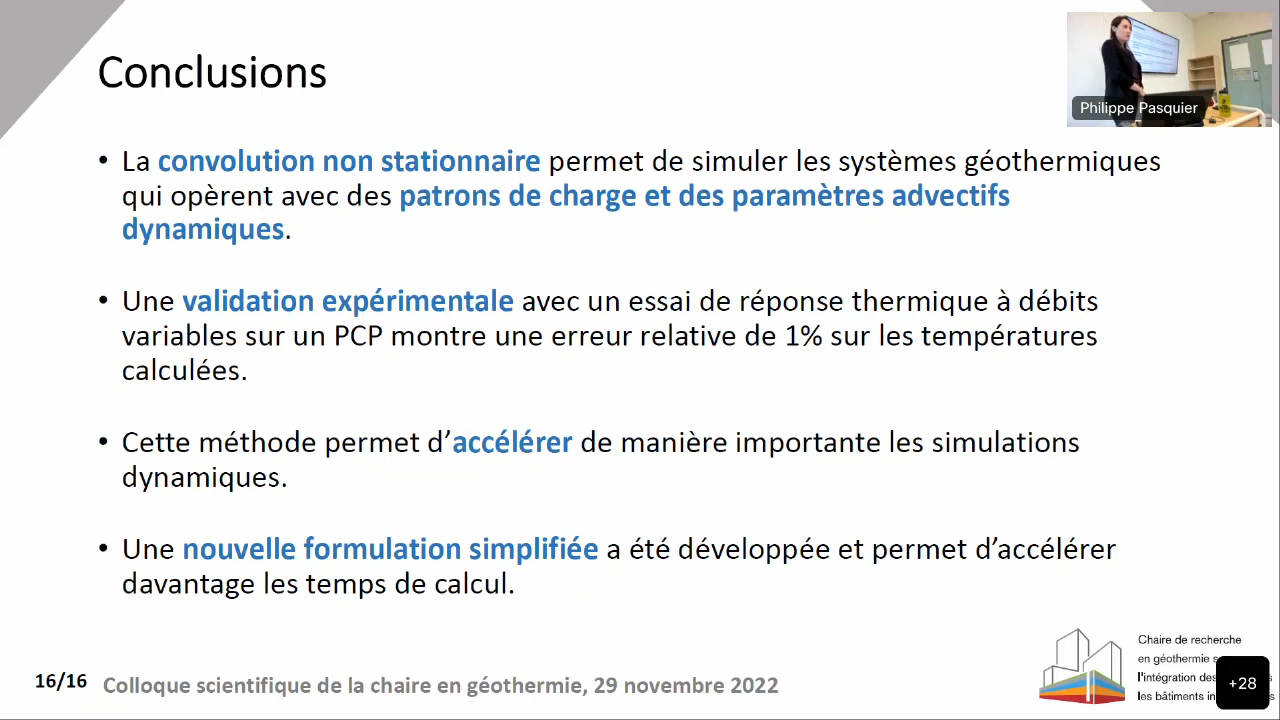 Conclusions
Philippe Pasquier
• La convolution non stationnaire permet de simuler les systèmes géothermiques
qui opèrent avec des patrons de charge et des paramètres advectifs
dynamiques.
• Une validation expérimentale avec un essai de réponse thermique à débits
variables sur un PCP montre une erreur relative de 1% sur les températures
calculées.
• Cette méthode permet d’accélérer de manière importante les simulations
dynamiques.
• Une nouvelle formulation simplifiée a été développée et permet d’accélérer
davantage les temps de calcul.
Chaire de recherche
en géothermie
l'intégration des
les bâtiments
+28
16/16 Colloque scientifique de la chaire en géothermie, 29 novembre 2022